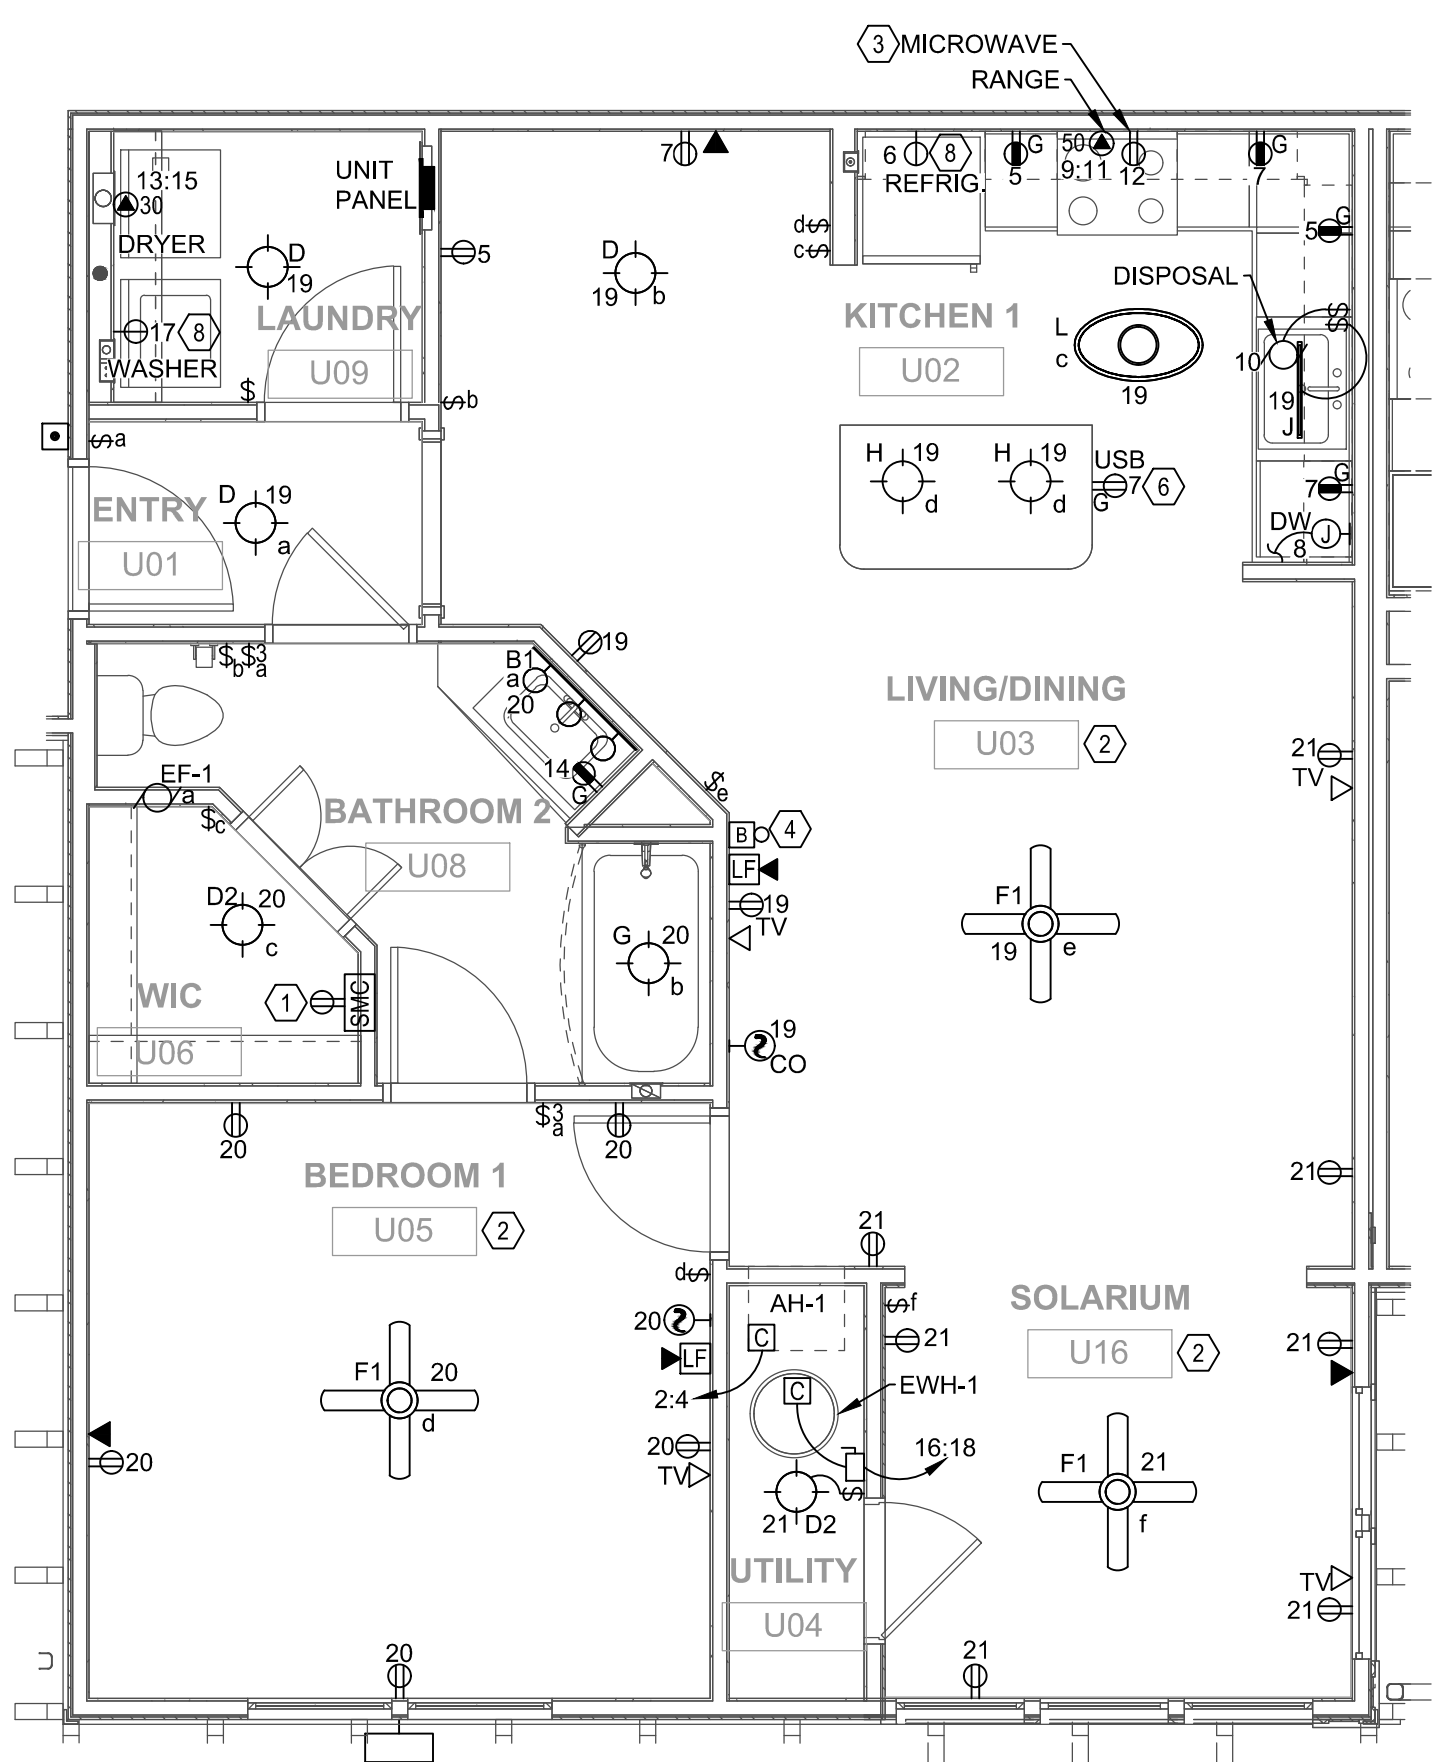 3 MICROWAVE
RANGE
UNIT
PANEL
13:15
30
DRYER
D
19
17 8
WASHER
LAUNDRY
U09
$
7
5
D
19 b
$b
d$
c$
6 8
REFRIG.
G
5
50
9:11
12
G
7
G
5
DISPOSAL
$$
10
19
J
KITCHEN 1
U02
L
c
19
H 19
d
H 19
d
USB
7 6
G
G
7
DW
8 J
$a
ENTRY
U01
D 19
a
$b $3a
19
B1
a
20
14
G
EF-1
a
$c
BATHROOM 2
U08
$e
B 4
LF
19
TV
LIVING/DINING
U03 2
21
TV
F1
19 e
D2 20
c
G 20
b
WIC
U06
1
SMC
19
CO
20
$3a
20
BEDROOM 1
U05 2
21
21
d$
20
LF
AH-1
C
2:4
C
EWH-1
16:18
$f
21
SOLARIUM
U16 2
21
F1 20
d
20
20
TV
21 D2
$
UTILITY
U04
F1 21
f
TV
21
20
21